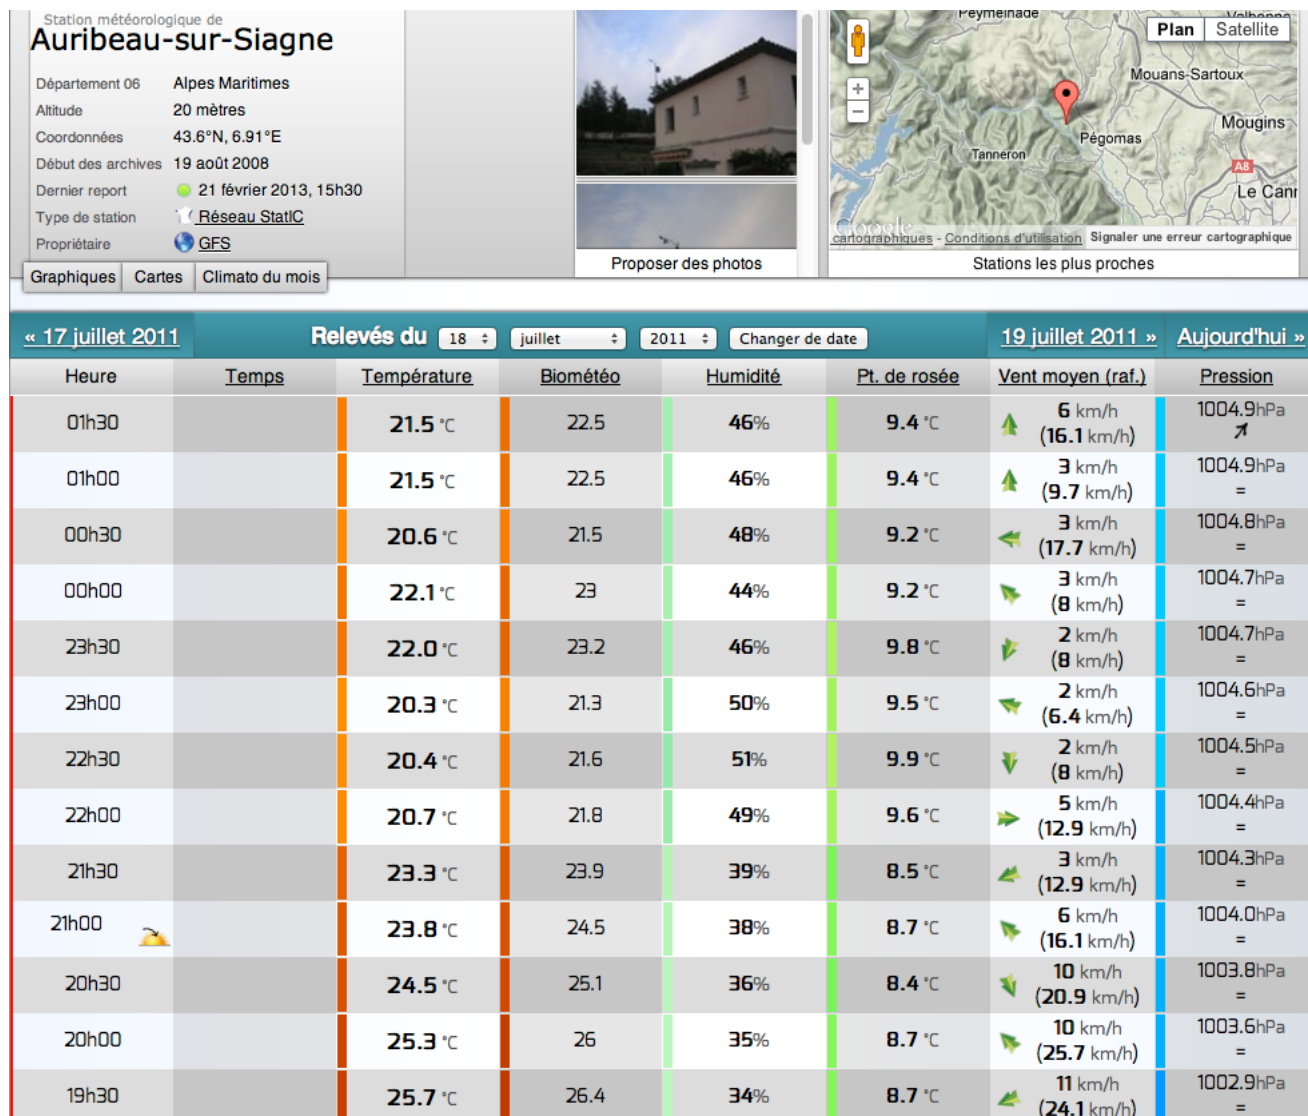 Station météorologique de
Auribeau-sur-Siagne
Département 06 Alpes Maritimes
Altitude 20 mètres
Coordonnées 43.6°N, 6.91°E
Début des archives 19 août 2008
Dernier report 21 février 2013, 15h30
Type de station Réseau StatIC
Propriétaire GFS
Graphiques Cartes Climato du mois
Proposer des photos
Peymeinade
Valbonne
Plan Satellite
Mouans-Sartoux
Mougins
Pégomas
Tanneron
A8
Le Cann
Google
cartographiques - Conditions d'utilisation Signaler une erreur cartographique
Stations les plus proches
« 17 juillet 2011 Relevés du 18 juillet 2011 Changer de date 19 juillet 2011 » Aujourd'hui »
Heure Temps Température Biométéo Humidité Pt. de rosée Vent moyen (raf.) Pression
01h30 21.5 °C 22.5 46% 9.4 °C 6 km/h (16.1 km/h) 1004.9hPa
01h00 21.5 °C 22.5 46% 9.4 °C 3 km/h (9.7 km/h) 1004.9hPa =
00h30 20.6 °C 21.5 48% 9.2 °C 3 km/h (17.7 km/h) 1004.8hPa =
00h00 22.1 °C 23 44% 9.2 °C 3 km/h (8 km/h) 1004.7hPa =
23h30 22.0 °C 23.2 46% 9.8 °C 2 km/h (8 km/h) 1004.7hPa =
23h00 20.3 °C 21.3 50% 9.5 °C 2 km/h (6.4 km/h) 1004.6hPa =
22h30 20.4 °C 21.6 51% 9.9 °C 2 km/h (8 km/h) 1004.5hPa =
22h00 20.7 °C 21.8 49% 9.6 °C 5 km/h (12.9 km/h) 1004.4hPa =
21h30 23.3 °C 23.9 39% 8.5 °C 3 km/h (12.9 km/h) 1004.3hPa =
21h00 23.8 °C 24.5 38% 8.7 °C 6 km/h (16.1 km/h) 1004.0hPa =
20h30 24.5 °C 25.1 36% 8.4 °C 10 km/h (20.9 km/h) 1003.8hPa =
20h00 25.3 °C 26 35% 8.7 °C 10 km/h (25.7 km/h) 1003.6hPa =
19h30 25.7 °C 26.4 34% 8.7 °C 11 km/h (24.1 km/h) 1002.9hPa =